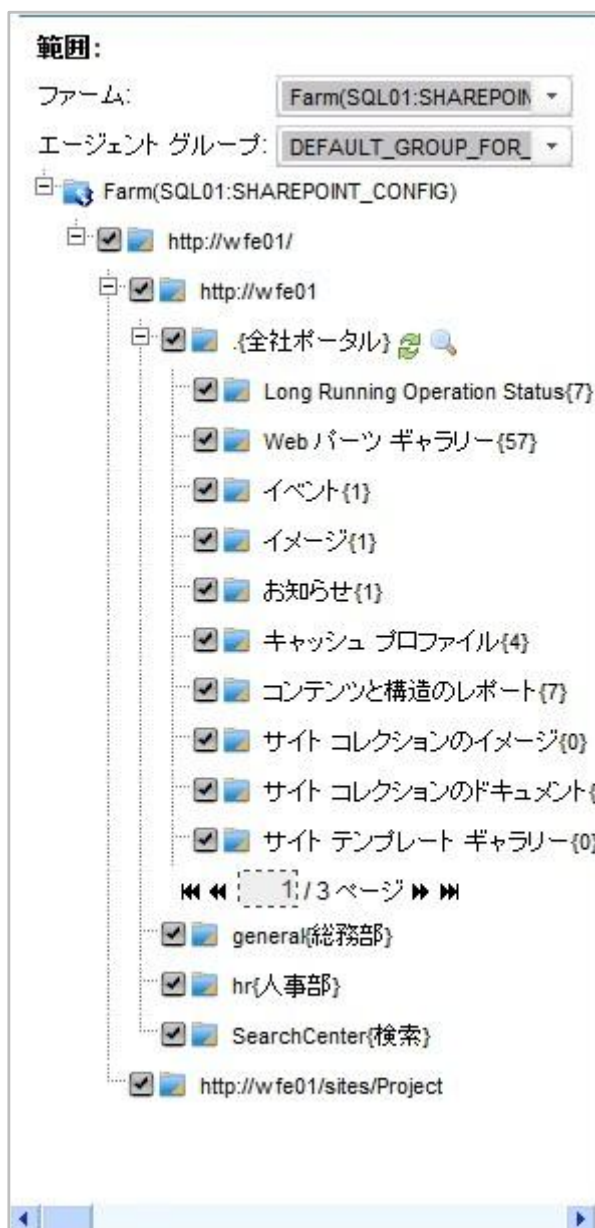 範囲:
ファーム: Farm(SQL01:SHAREPOIN
エージェント グループ: DEFAULT_GROUP_FOR_
Farm(SQL01:SHAREPOINT_CONFIG)
http://wfe01/
http://wfe01
.{全社ポータル}
Long Running Operation Status{7}
Web パーツ ギャラリー{57}
イベント{1}
イメージ{1}
お知らせ{1}
キャッシュ プロファイル{4}
コンテンツと構造のレポート{7}
サイト コレクションのイメージ{0}
サイト コレクションのドキュメント{
サイト テンプレート ギャラリー{0}
1 / 3 ページ
general{総務部}
hr{人事部}
SearchCenter{検索}
http://wfe01/sites/Project